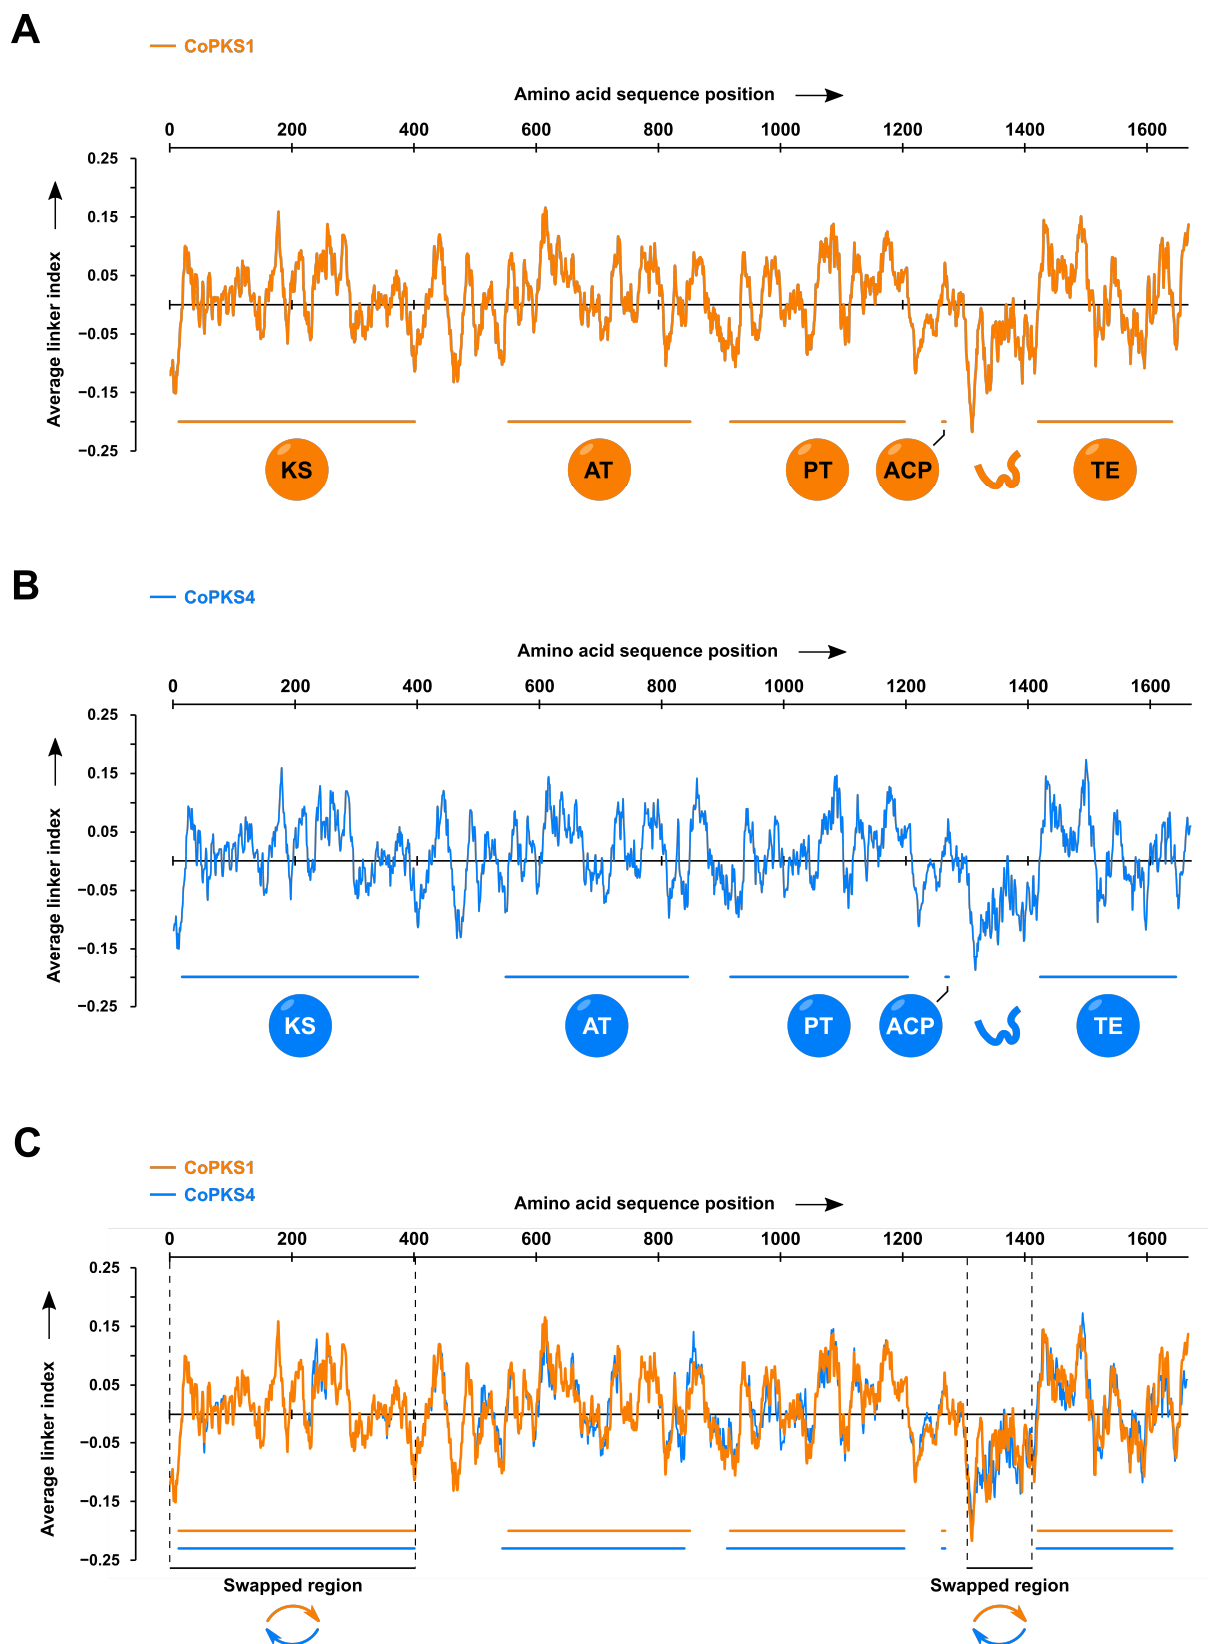 A
CoPKS1
Amino acid sequence position
0 200 400 600 800 1000 1200 1400 1600
Average linker index
0.25
0.15
0.05
−0.05
−0.15
−0.25
KS AT PT ACP TE
B
CoPKS4
Amino acid sequence position
0 200 400 600 800 1000 1200 1400 1600
Average linker index
0.25
0.15
0.05
−0.05
−0.15
−0.25
KS AT PT ACP TE
C
CoPKS1
CoPKS4
Amino acid sequence position
0 200 400 600 800 1000 1200 1400 1600
Average linker index
0.25
0.15
0.05
−0.05
−0.15
−0.25
Swapped region Swapped region